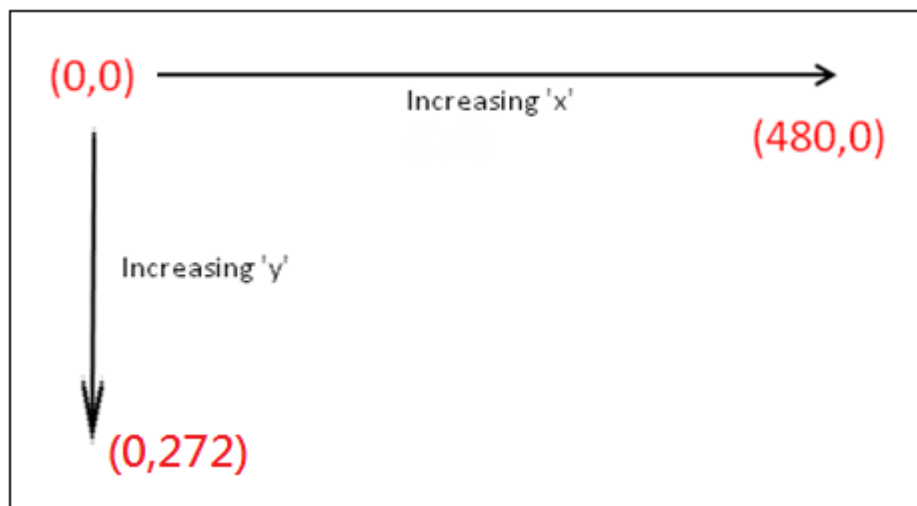 (0,0)
Increasing 'x'
(480,0)
Increasing 'y'
(0,272)